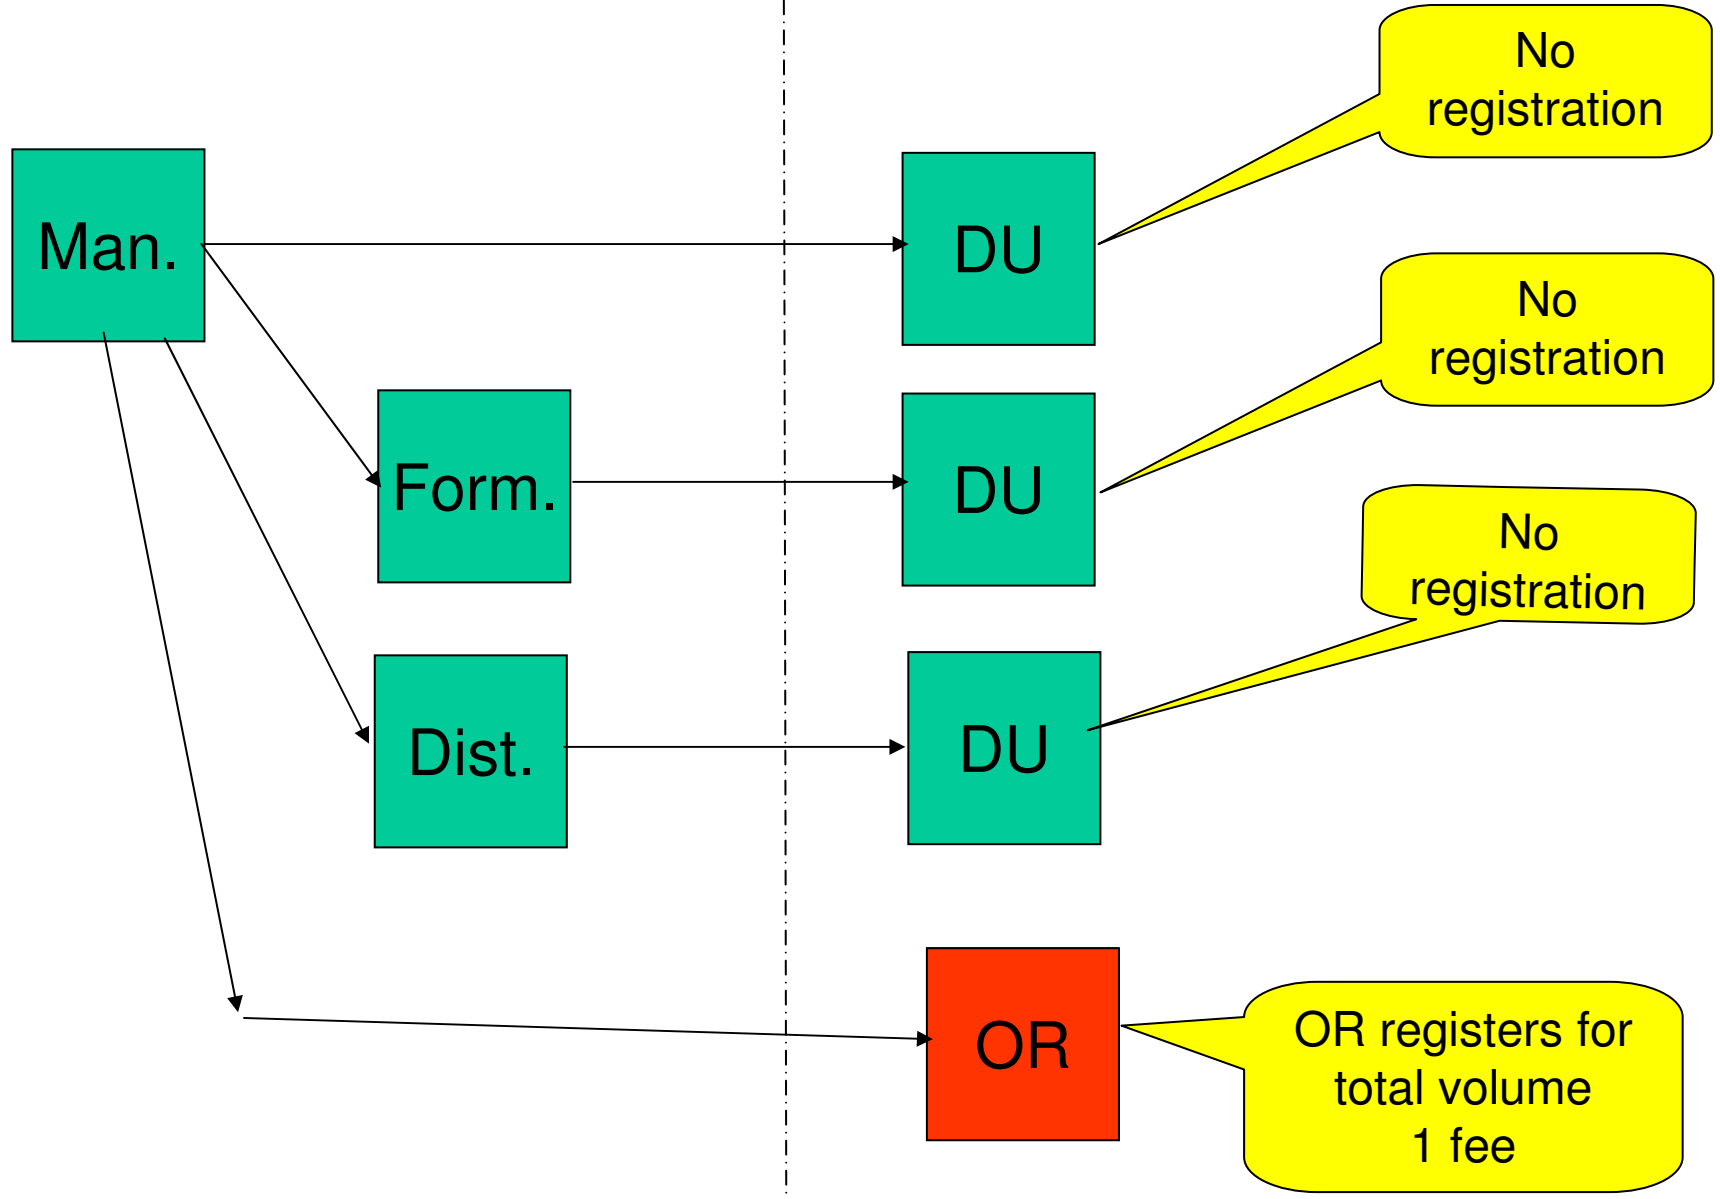 No
registration
Man.
DU
No
registration
Form.
DU
No
registration
Dist.
DU
OR
OR registers for
total volume
1 fee